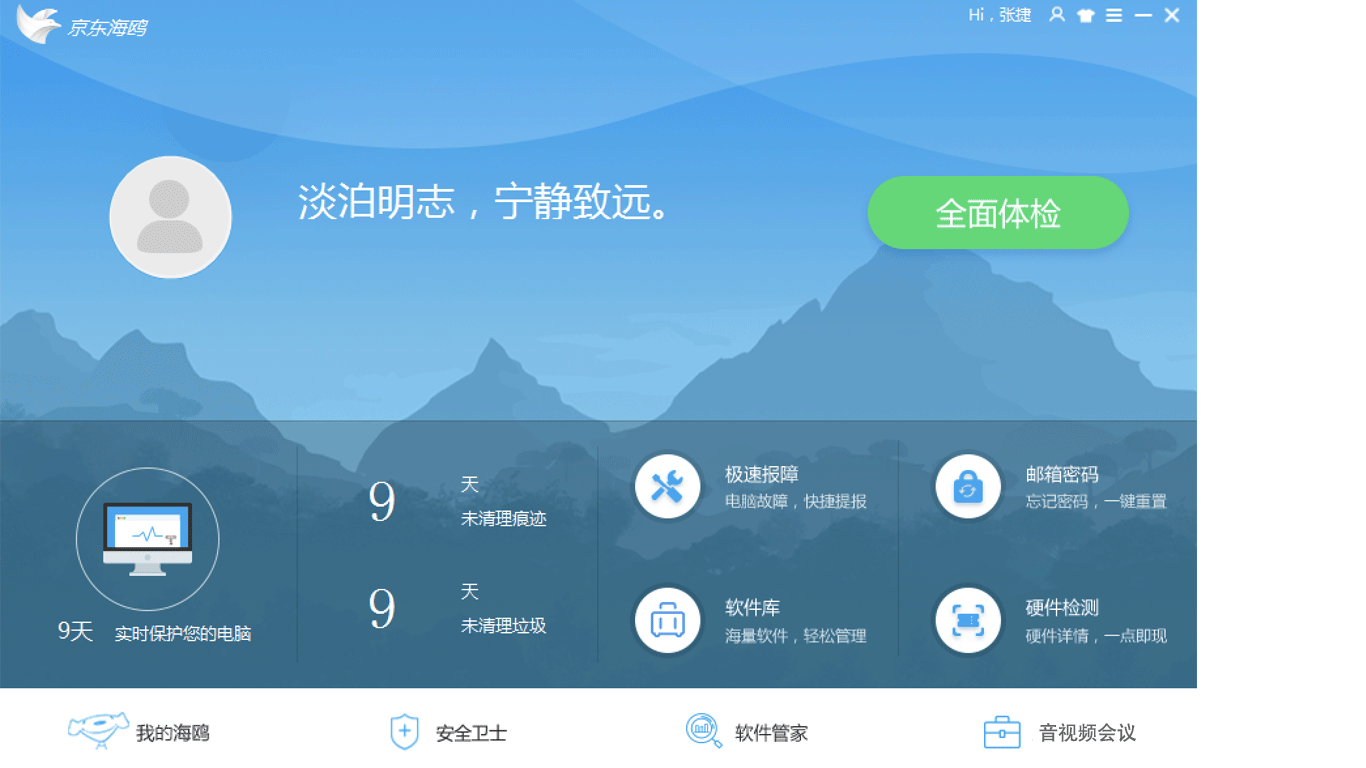 京东海鸥
Hi，张捷
淡泊明志，宁静致远。
全面体检
9天 实时保护您的电脑
9 天
未清理痕迹
9 天
未清理垃圾
极速报障
电脑故障，快捷提报
邮箱密码
忘记密码，一键重置
软件库
海量软件，轻松管理
硬件检测
硬件详情，一点即现
我的海鸥
安全卫士
软件管家
音视频会议